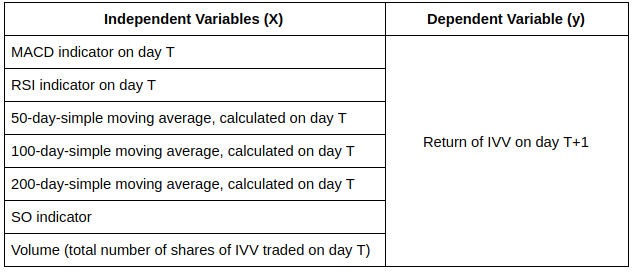 Independent Variables (X)
Dependent Variable (y)
MACD indicator on day T
RSI indicator on day T
50-day-simple moving average, calculated on day T
100-day-simple moving average, calculated on day T
200-day-simple moving average, calculated on day T
SO indicator
Volume (total number of shares of IVV traded on day T)
Return of IVV on day T+1